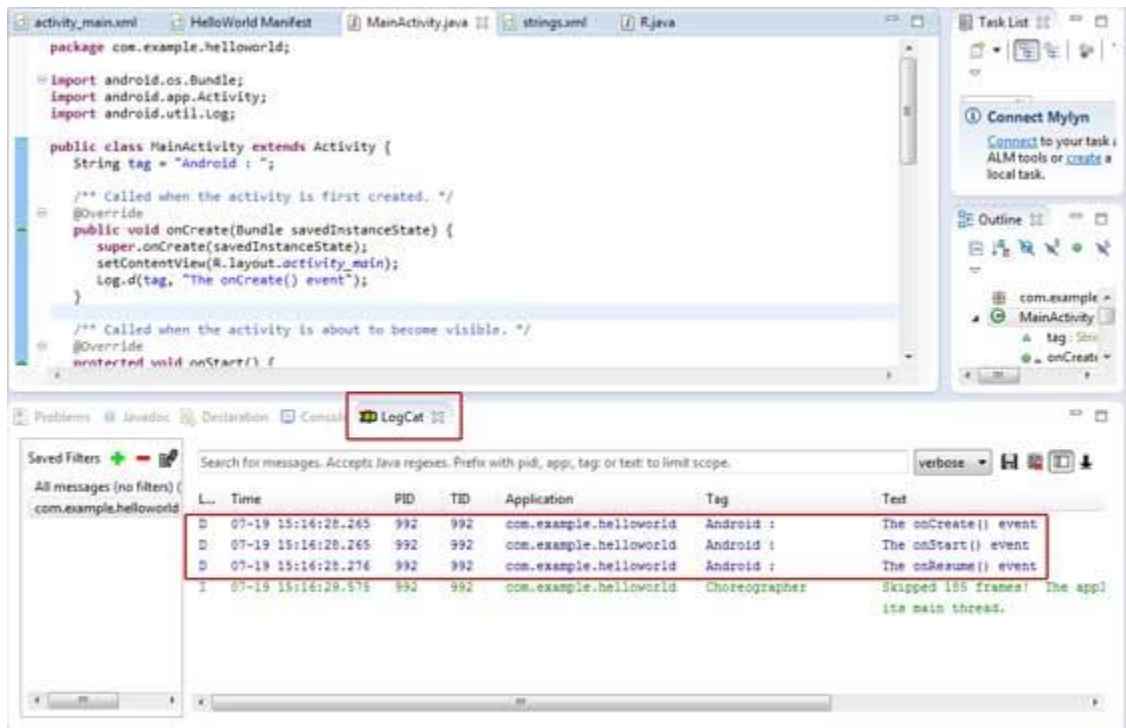 activity_main.xml HelloWorld Manifest MainActivity.java strings.xml R.java
package com.example.helloworld;
import android.os.Bundle;
import android.app.Activity;
import android.util.Log;
public class MainActivity extends Activity {
String tag = "Android : ";
/** Called when the activity is first created. */
@Override
public void onCreate(Bundle savedInstanceState) {
super.onCreate(savedInstanceState);
setContentView(R.layout.activity_main);
Log.d(tag, "The onCreate() event");
}
/** Called when the activity is about to become visible. */
@Override
protected void onStart() {
Task List
Connect Mylyn
Connect to your task
ALM tools or create a
local task.
Outline
com.example
MainActivity
tag :
onCreate
Problems Javadoc Declaration Console LogCat
Saved Filters
All messages (no filters) (
com.example.helloworld
Search for messages. Accepts Java regexes. Prefix with pid:, app:, tag: or text: to limit scope.
verbose
L... Time PID TID Application Tag Text
D 07-19 15:16:28.265 992 992 com.example.helloworld Android : The onCreate() event
D 07-19 15:16:28.265 992 992 com.example.helloworld Android : The onStart() event
D 07-19 15:16:28.276 992 992 com.example.helloworld Android : The onResume() event
I 07-19 15:16:29.575 992 992 com.example.helloworld Choreographer Skipped frames! The appl
its main thread.